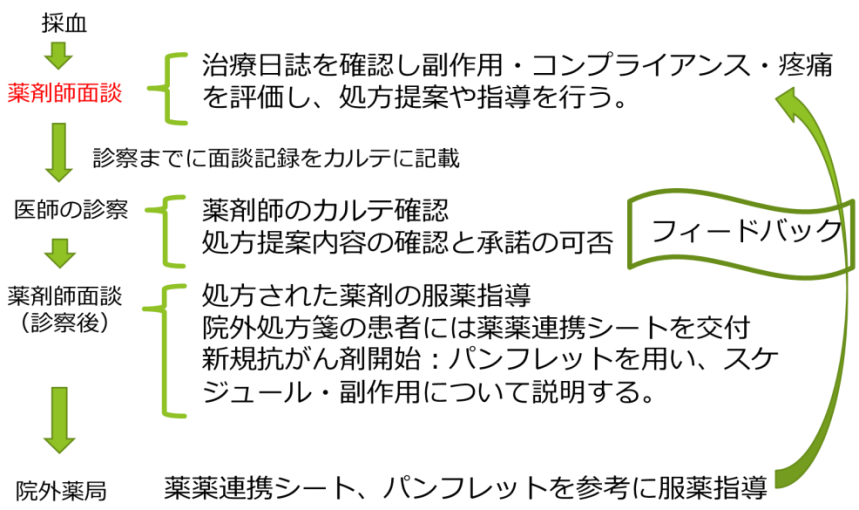 採血
薬剤師面談
治療日誌を確認し副作用・コンプライアンス・疼痛
を評価し、処方提案や指導を行う。
診察までに面談記録をカルテに記載
医師の診察
薬剤師のカルテ確認
処方提案内容の確認と承諾の可否
フィードバック
薬剤師面談
（診察後）
処方された薬剤の服薬指導
院外処方箋の患者には薬薬連携シートを交付
新規抗がん剤開始：パンフレットを用い、スケ
ジュール・副作用について説明する。
院外薬局
薬薬連携シート、パンフレットを参考に服薬指導